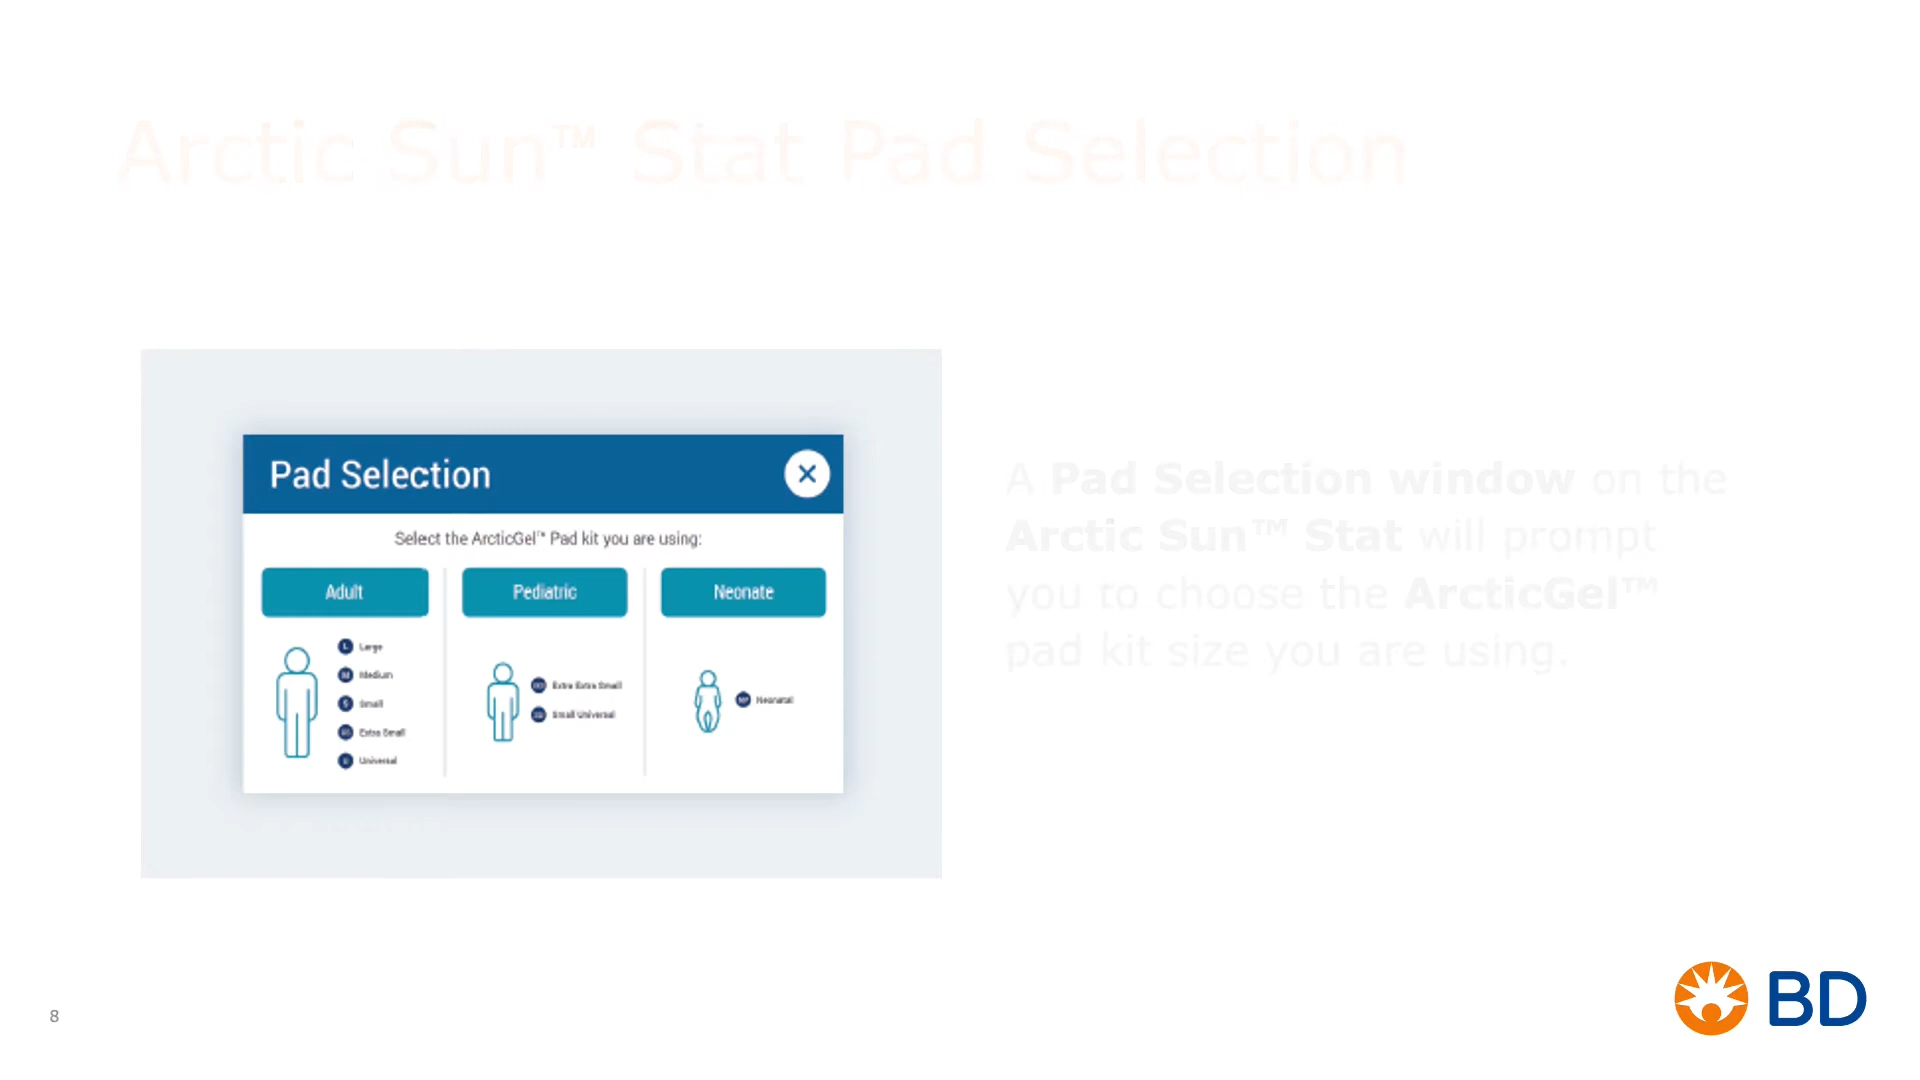 Arctic Sun™ Stat Pad Selection
Pad Selection
Select the ArcticGel™ Pad kit you are using:
Adult
L Large
M Medium
S Small
XS Extra Small
U Universal
Pediatric
Extra Extra Small
SU Small Universal
Neonate
Neonatal
A Pad Selection window on the
Arctic Sun™ Stat will prompt
you to choose the ArcticGel™
pad kit size you are using.
8
BD